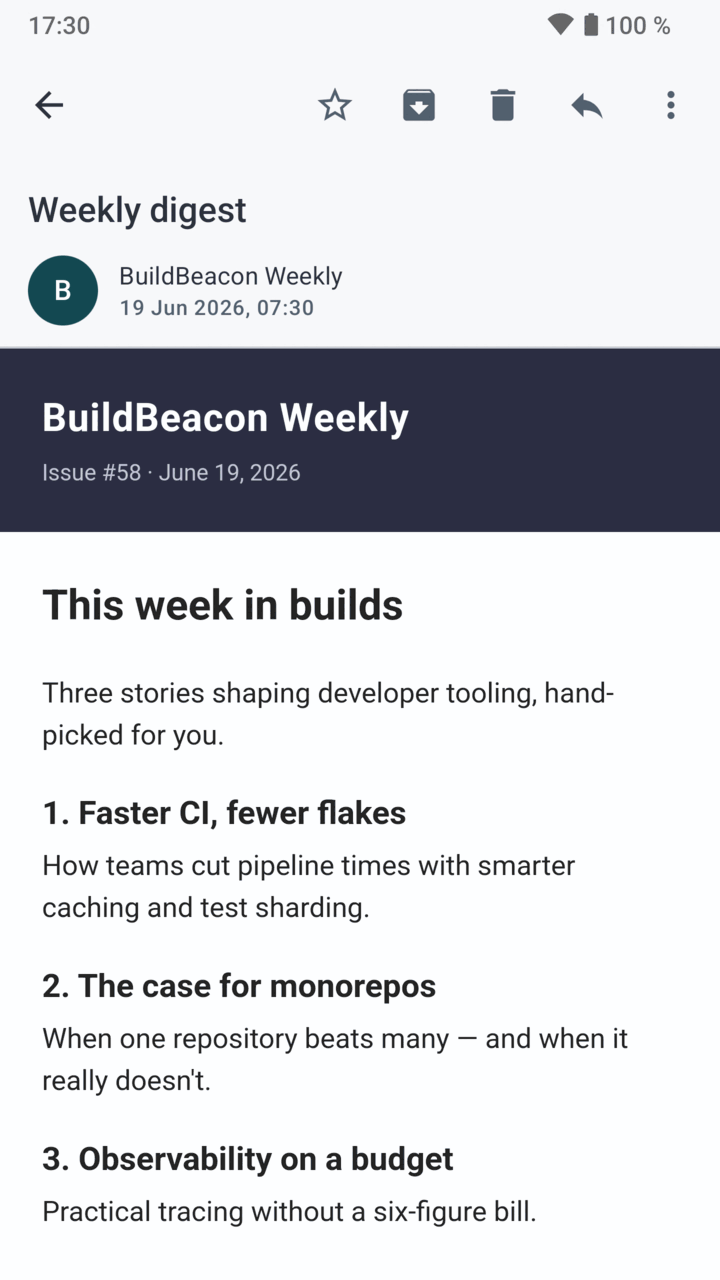 17:30
100 %
Weekly digest
B
BuildBeacon Weekly
19 Jun 2026, 07:30
BuildBeacon Weekly
Issue #58 · June 19, 2026
This week in builds
Three stories shaping developer tooling, hand-
picked for you.
1. Faster CI, fewer flakes
How teams cut pipeline times with smarter
caching and test sharding.
2. The case for monorepos
When one repository beats many — and when it
really doesn't.
3. Observability on a budget
Practical tracing without a six-figure bill.